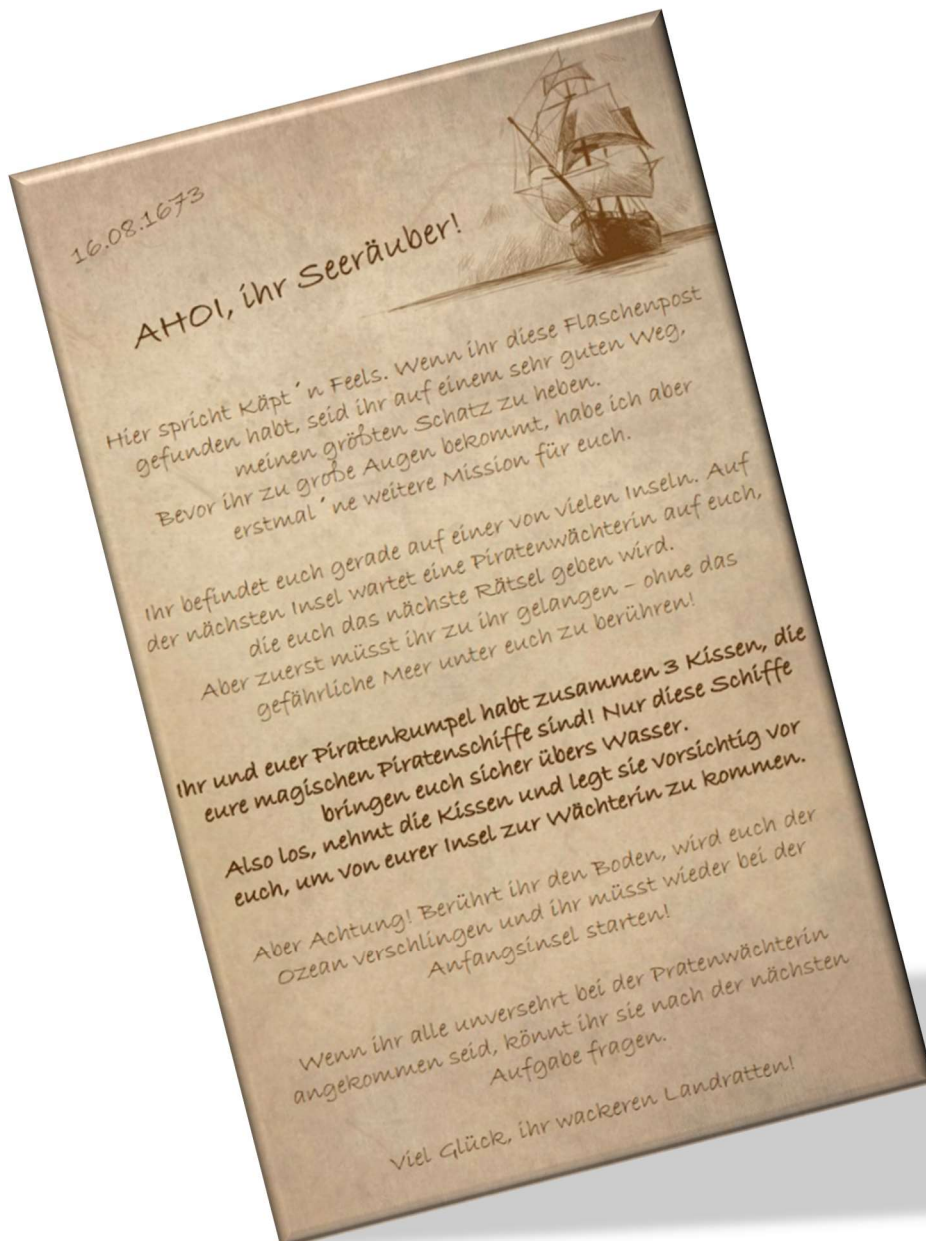 16.08.1673
AHOI, ihr Seeräuber!
Hier spricht Käpt´n Feels. Wenn ihr diese Flaschenpost
gefunden habt, seid ihr auf einem sehr guten Weg,
meinen größten Schatz zu heben.
Bevor ihr zu große Augen bekommt, habe ich aber
erstmal ´ne weitere Mission für euch.
Ihr befindet euch gerade auf einer von vielen Inseln. Auf
der nächsten Insel wartet eine Piratenwächterin auf euch,
die euch das nächste Rätsel geben wird.
Aber zuerst müsst ihr zu ihr gelangen – ohne das
gefährliche Meer unter euch zu berühren!
Ihr und euer Piratenkumpel habt zusammen 3 Kissen, die
eure magischen Piratenschiffe sind! Nur diese Schiffe
bringen euch sicher übers Wasser.
Also los, nehmt die Kissen und legt sie vorsichtig vor
euch, um von eurer Insel zur Wächterin zu kommen.
Aber Achtung! Berührt ihr den Boden, wird euch der
Ozean verschlingen und ihr müsst wieder bei der
Anfangsinsel starten!
Wenn ihr alle unversehrt bei der Pratenwächterin
angekommen seid, könnt ihr sie nach der nächsten
Aufgabe fragen.
Viel Glück, ihr wackeren Landratten!